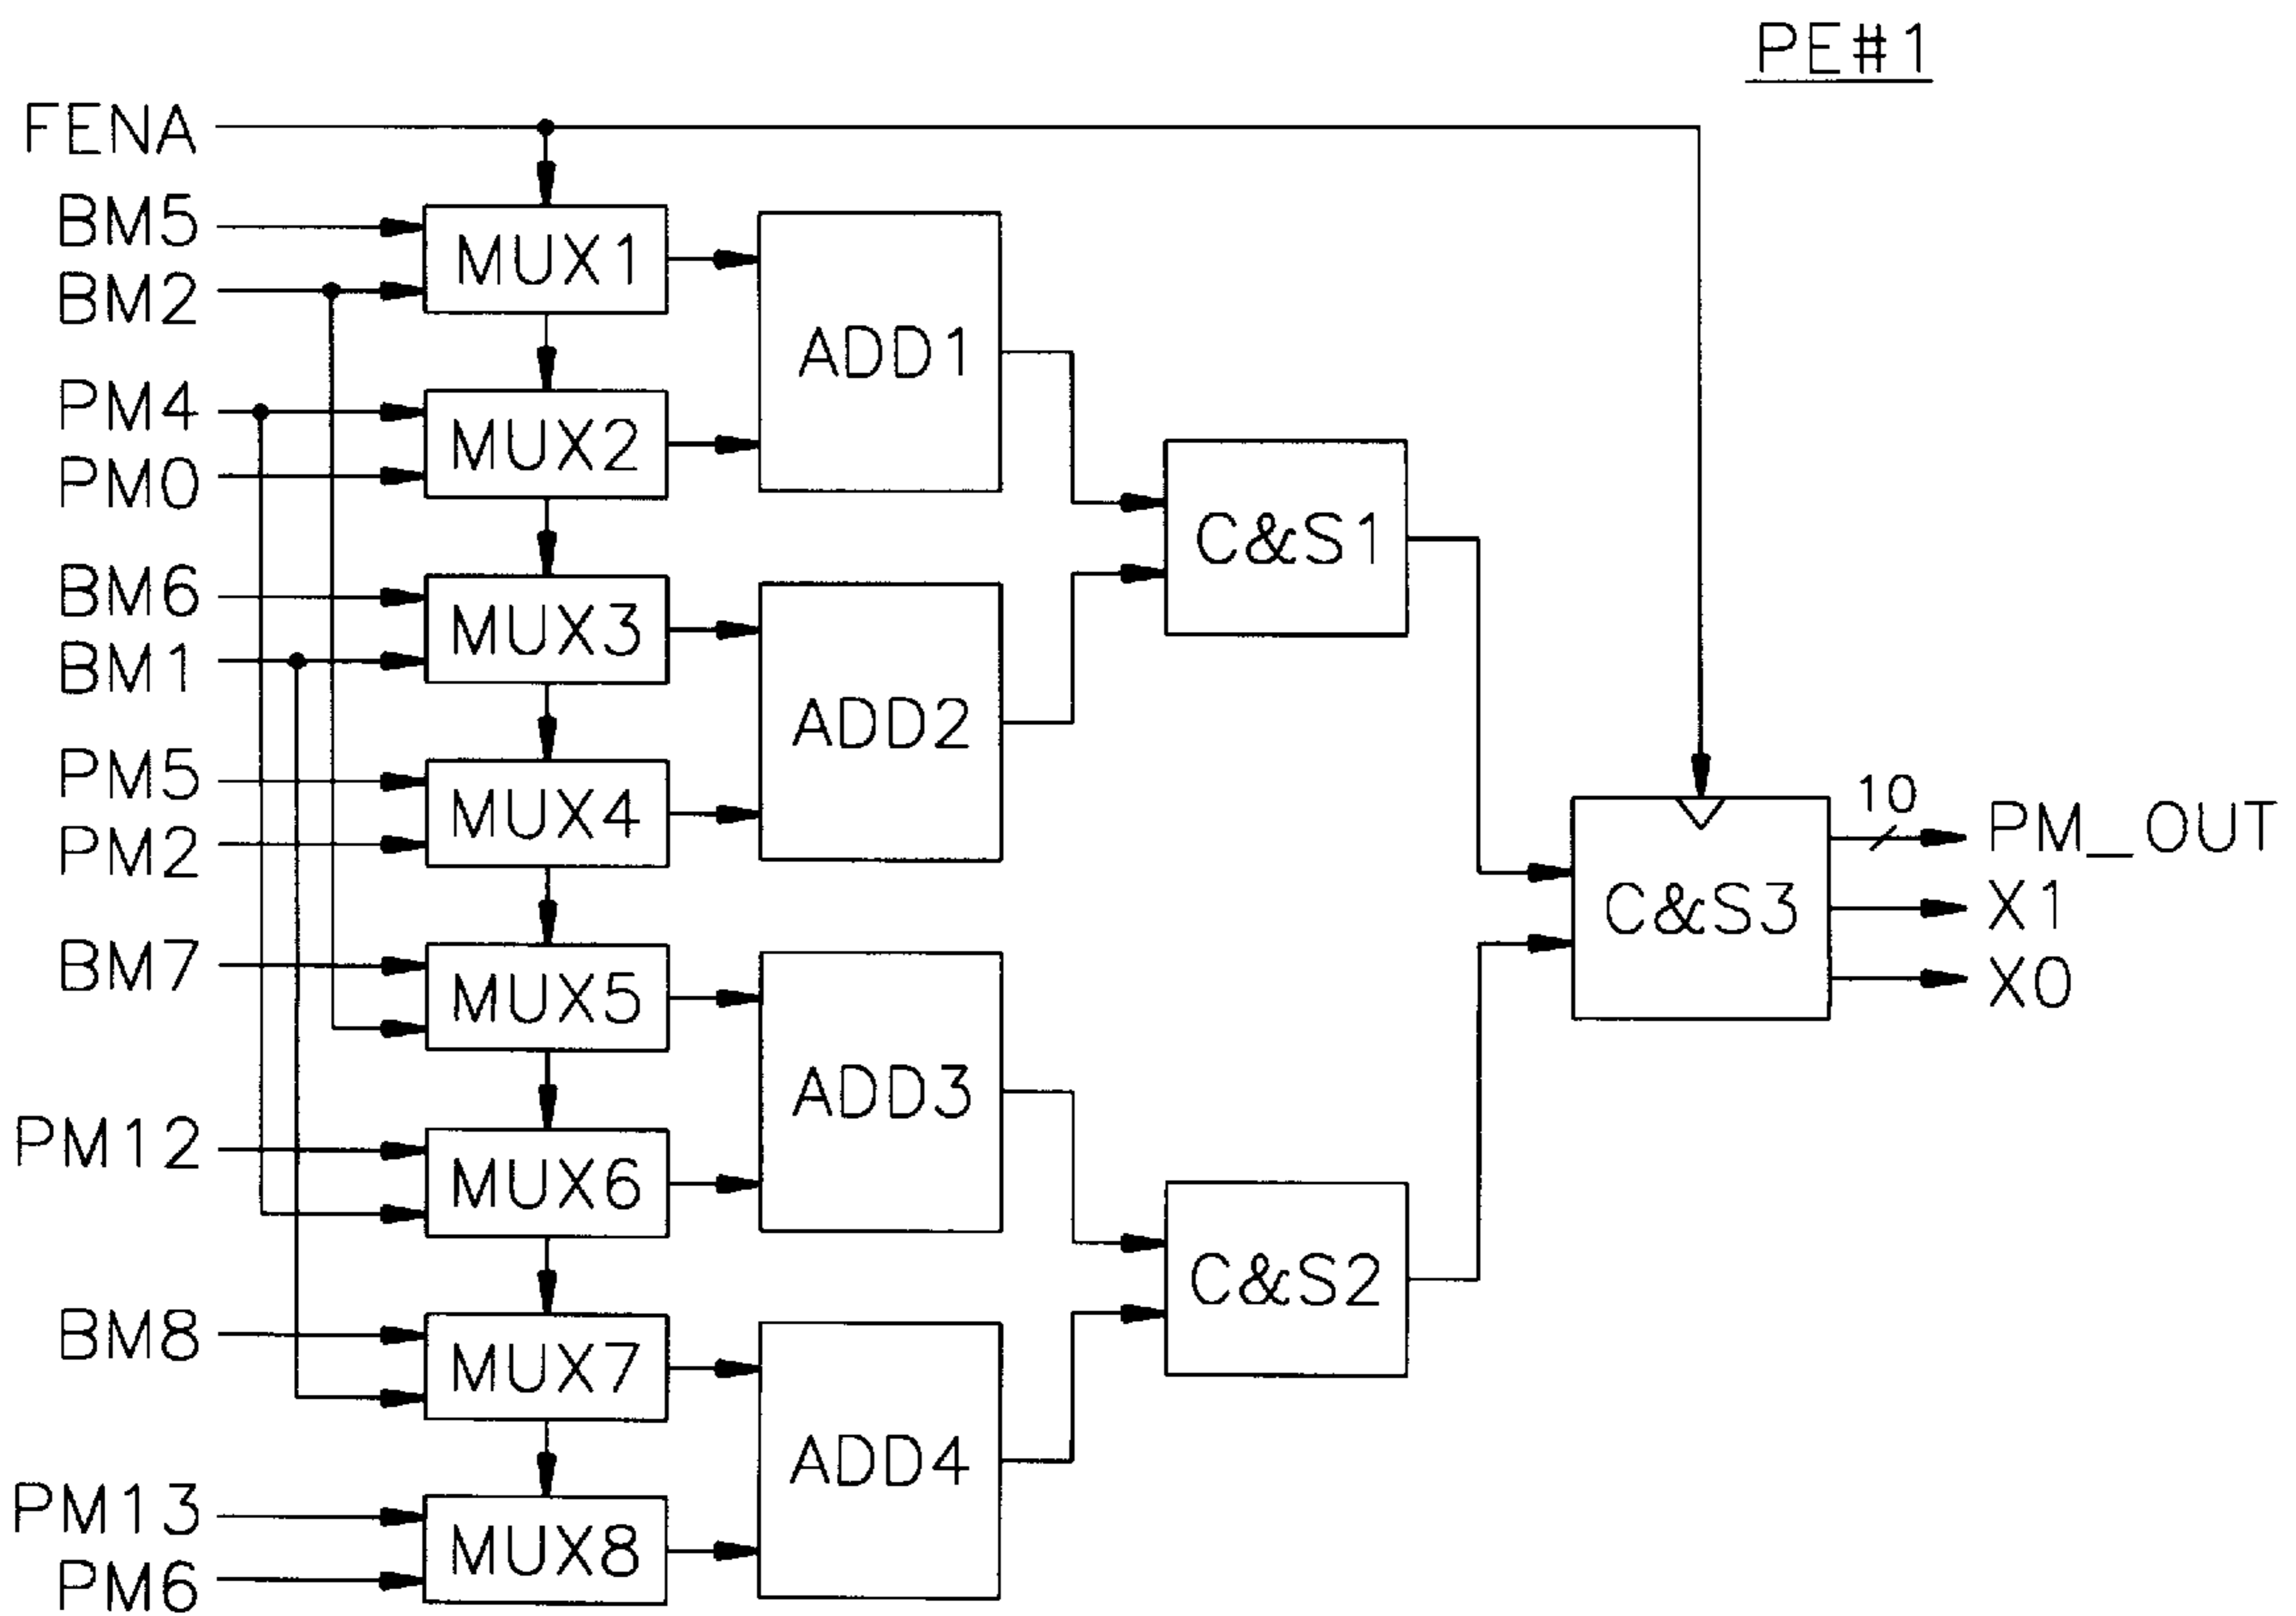 PE#1
FENA
BM5
BM2
MUX1
ADD1
PM4
PM0
MUX2
C&S1
BM6
BM1
MUX3
ADD2
PM5
PM2
MUX4
10
PM_OUT
C&S3
X1
X0
BM7
MUX5
ADD3
PM12
MUX6
C&S2
BM8
MUX7
ADD4
PM13
PM6
MUX8